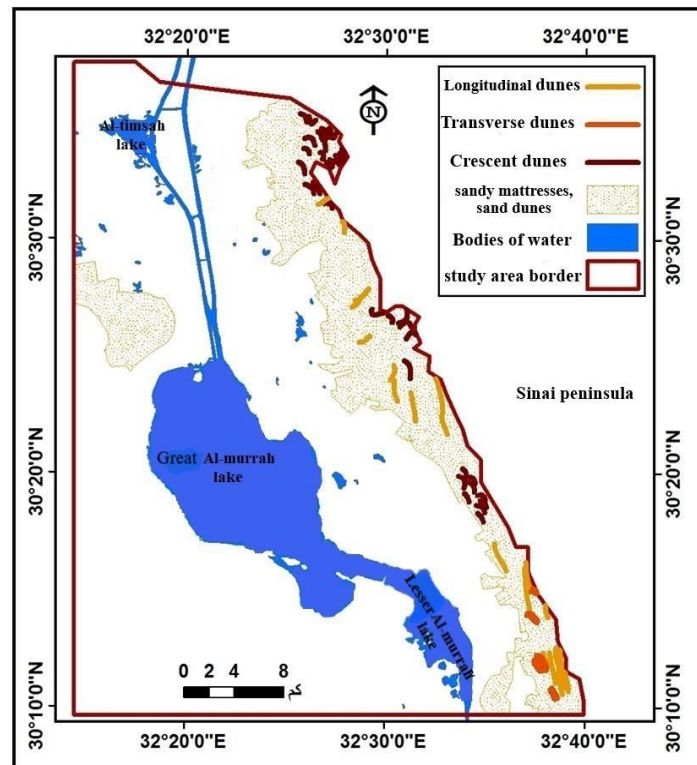 32°20'0"E
32°30'0"E
32°40'0"E
N
Longitudinal dunes
Transverse dunes
Crescent dunes
sandy mattresses,
sand dunes
Bodies of water
study area border
Al-timsah
lake
30°30'0"N
30°30'0"N
Sinai peninsula
Great Al-murrah
lake
30°20'0"N
30°20'0"N
Lesser Al-murrah
lake
0 2 4 8
كم
30°10'0"N
30°10'0"N
32°20'0"E
32°30'0"E
32°40'0"E